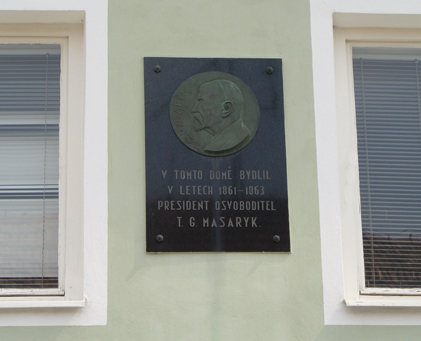 V TOMTO DOMĚ BYDLIL
V LETECH 1861-1863
PRESIDENT OSVOBODITEL
T. G. MASARYK.